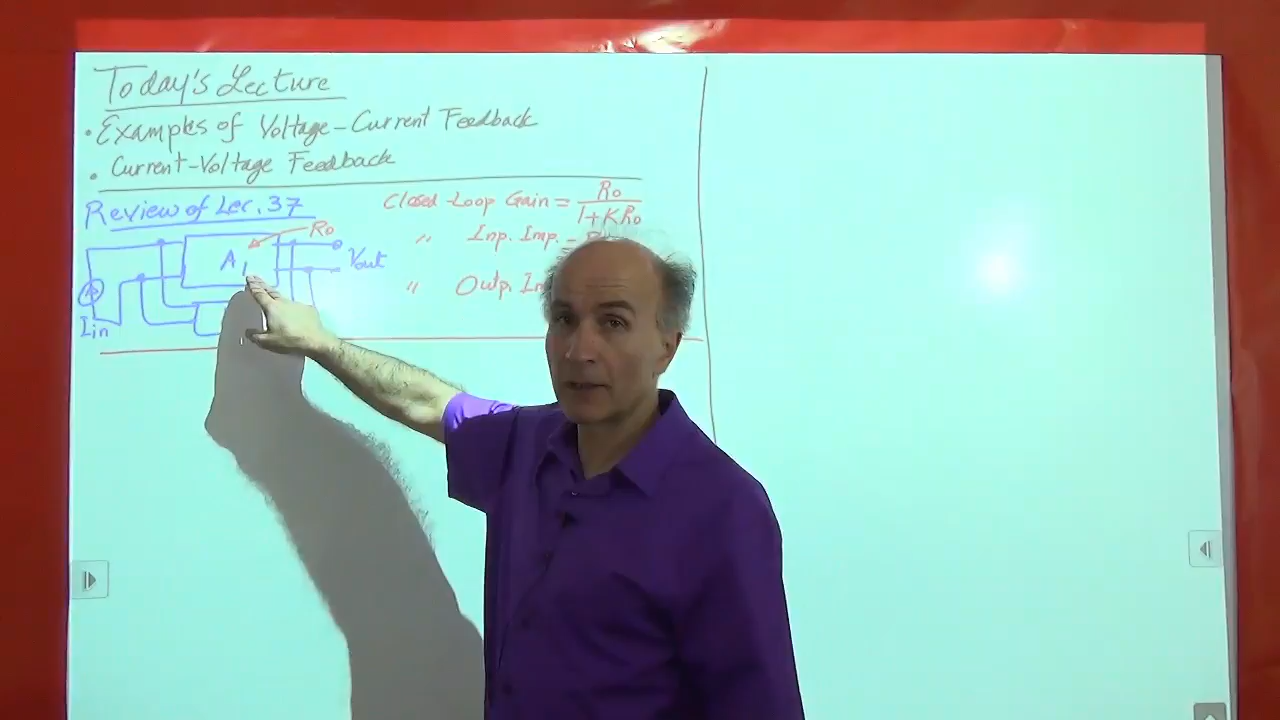 Today's Lecture
• Examples of Voltage-Current Feedback
• Current-Voltage Feedback
Review of Lec. 37
Closed-Loop Gain = R0 / 1+KR0
" Inp. Imp. =
" Outp.
R0
A1
Vout
Iin